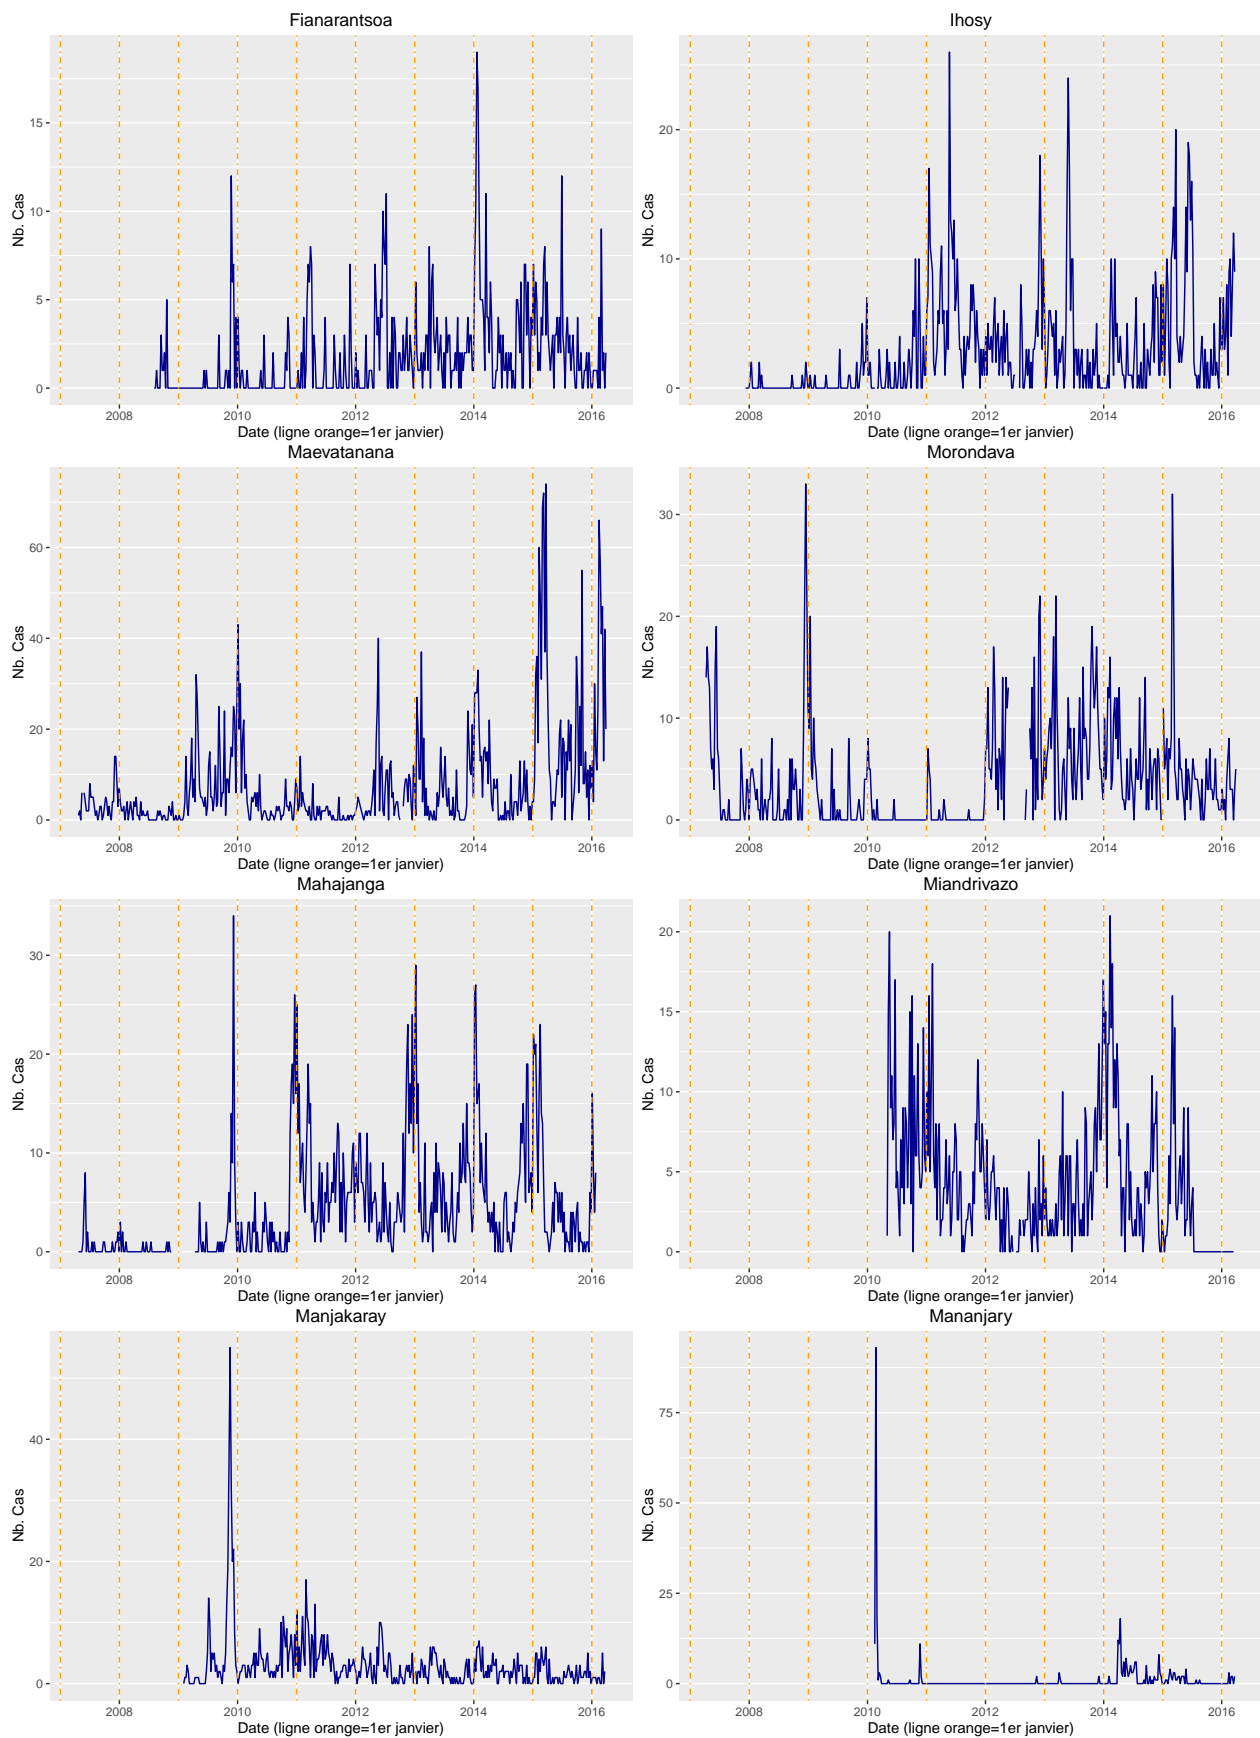 Fianarantsoa
Nb. Cas
15
10
5
0
2008 2010 2012 2014 2016
Date (ligne orange=1er janvier)
Ihosy
Nb. Cas
20
10
0
2008 2010 2012 2014 2016
Date (ligne orange=1er janvier)
Maevatanana
Nb. Cas
60
40
20
0
2008 2010 2012 2014 2016
Date (ligne orange=1er janvier)
Morondava
Nb. Cas
30
20
10
0
2008 2010 2012 2014 2016
Date (ligne orange=1er janvier)
Mahajanga
Nb. Cas
30
20
10
0
2008 2010 2012 2014 2016
Date (ligne orange=1er janvier)
Miandrivazo
Nb. Cas
20
15
10
5
0
2008 2010 2012 2014 2016
Date (ligne orange=1er janvier)
Manjakaray
Nb. Cas
40
20
0
2008 2010 2012 2014 2016
Date (ligne orange=1er janvier)
Mananjary
Nb. Cas
75
50
25
0
2008 2010 2012 2014 2016
Date (ligne orange=1er janvier)